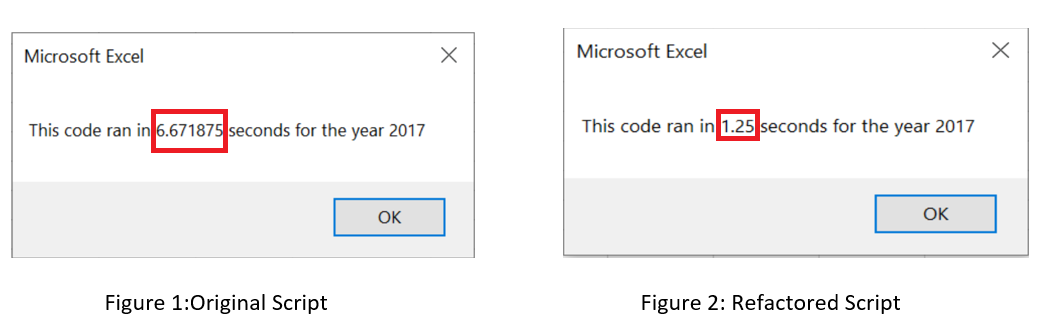 Microsoft Excel
This code ran in 6.671875 seconds for the year 2017
OK
Figure 1:Original Script
Microsoft Excel
This code ran in 1.25 seconds for the year 2017
OK
Figure 2: Refactored Script